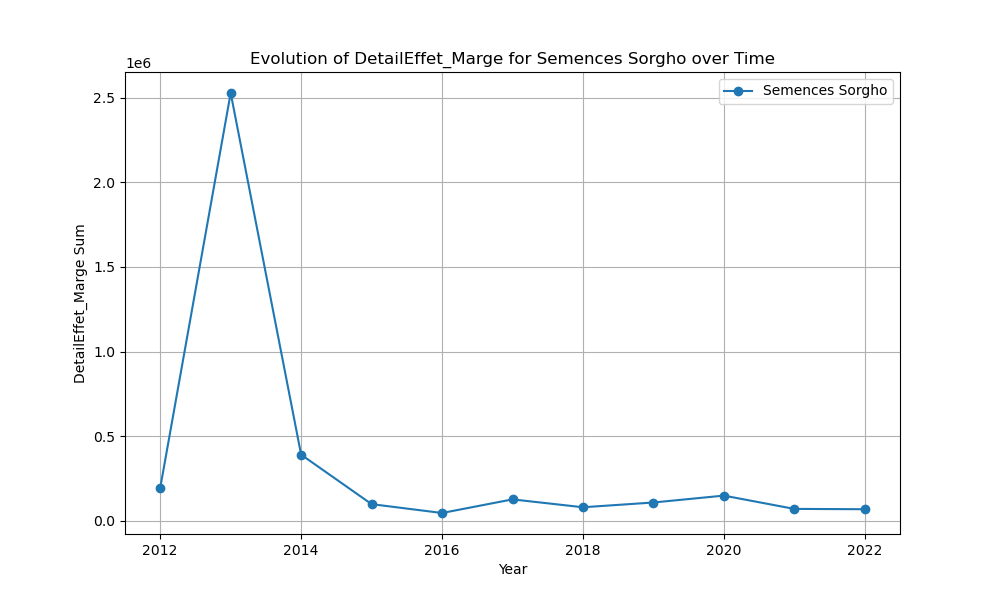 Evolution of DetailEffet_Marge for Semences Sorgho over Time
1e6
Semences Sorgho
2.5
2.0
1.5
1.0
0.5
0.0
DetailEffet_Marge Sum
2012 2014 2016 2018 2020 2022
Year